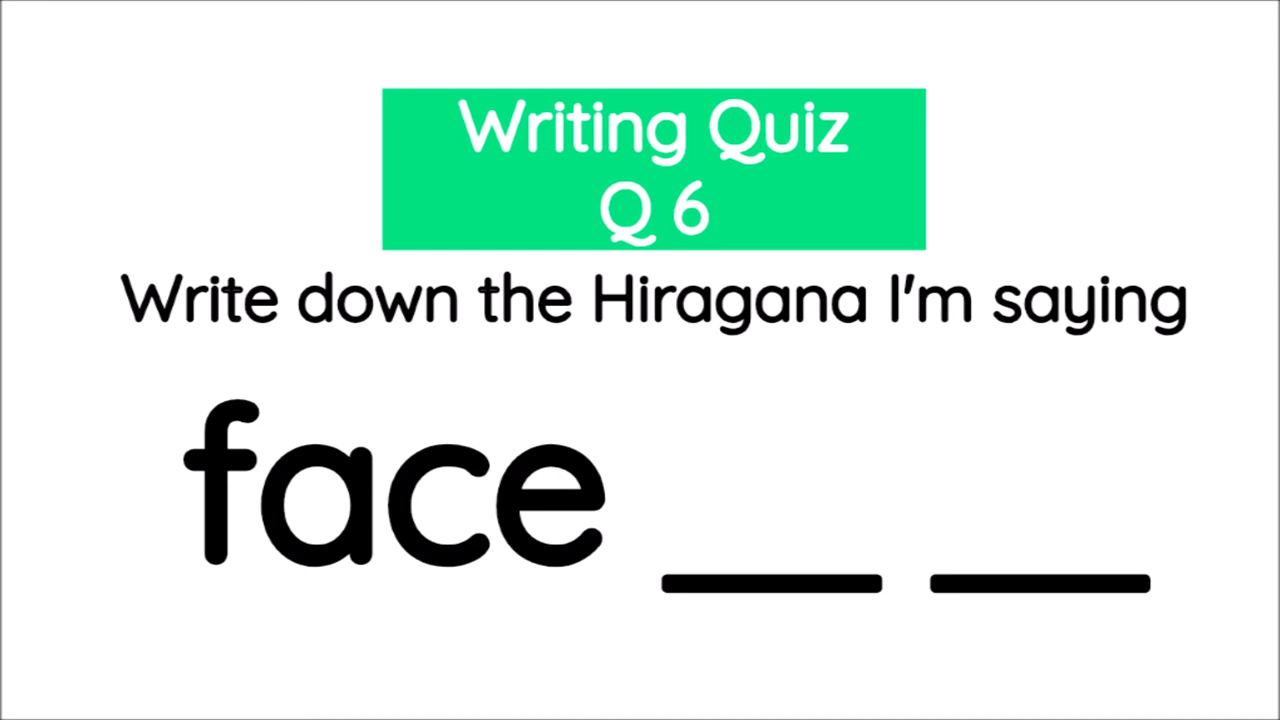 Writing Quiz
Q 6
Write down the Hiragana I'm saying
face __ __